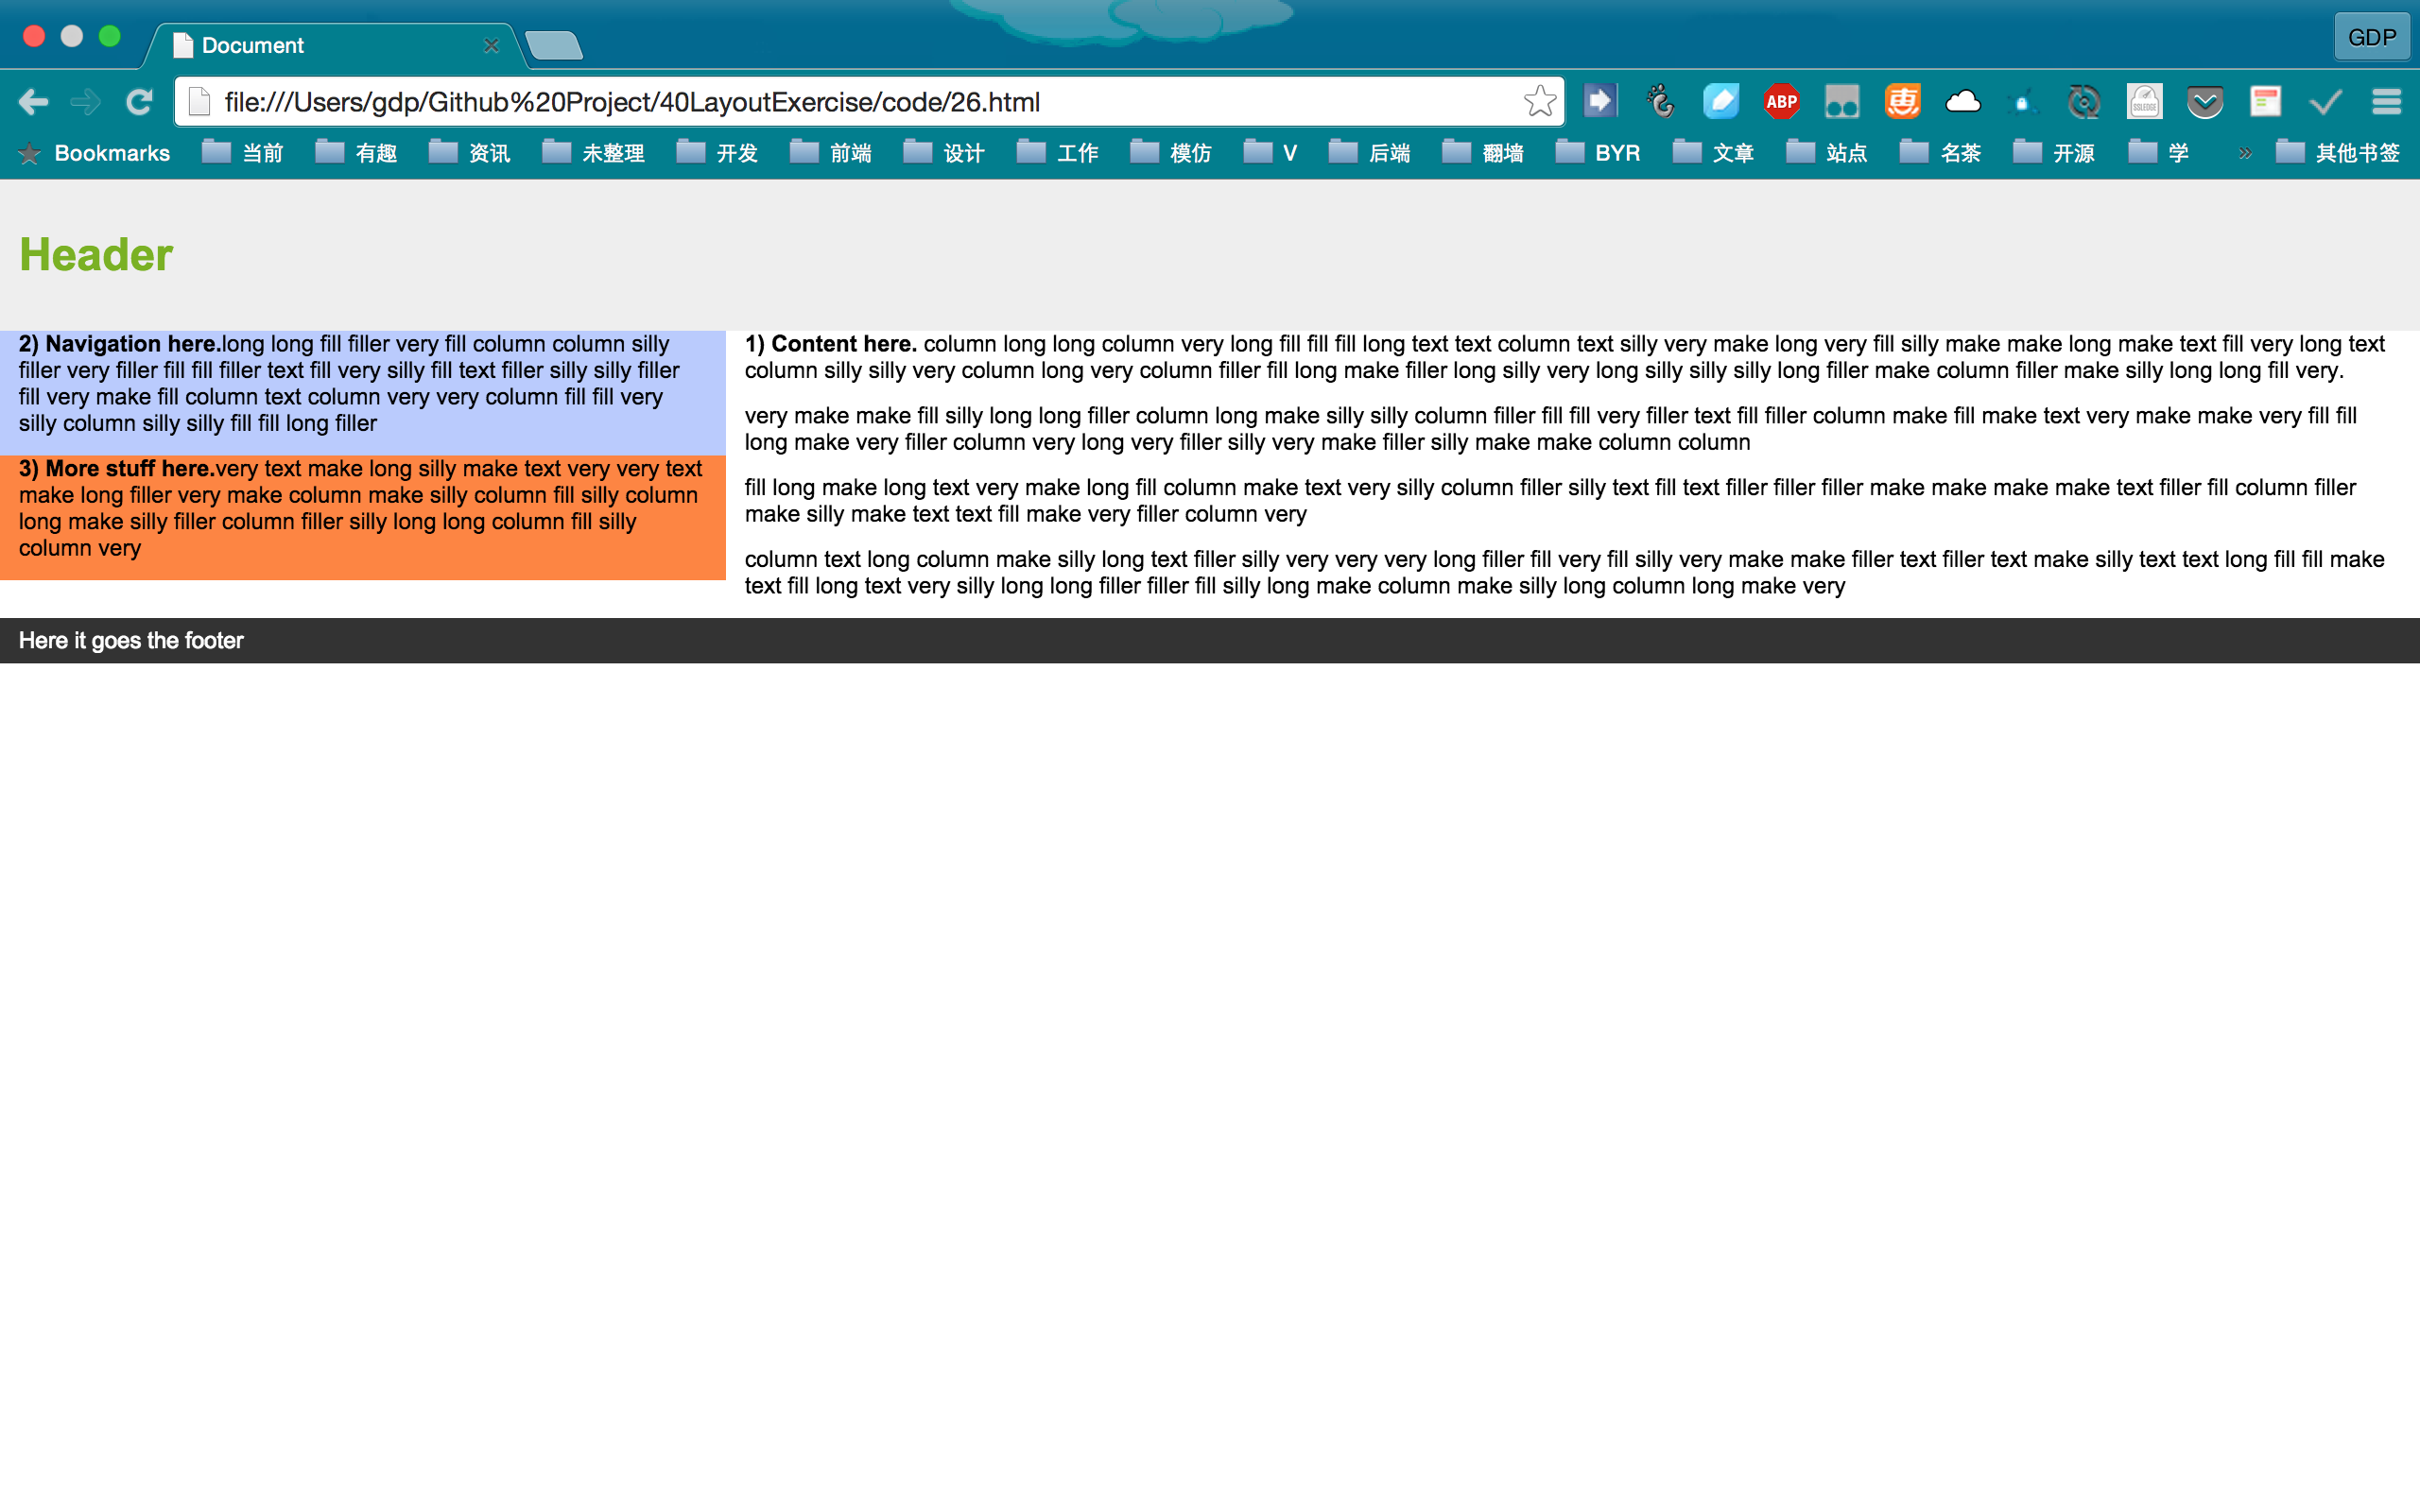 Document
GDP
file:///Users/gdp/Github%20Project/40LayoutExercise/code/26.html
ABP
惠
SSLEDGE
Bookmarks 当前 有趣 资讯 未整理 开发 前端 设计 工作 模仿 V 后端 翻墙 BYR 文章 站点 名茶 开源 学 » 其他书签
Header
2) Navigation here.long long fill filler very fill column column silly
filler very filler fill fill filler text fill very silly fill text filler silly silly filler
fill very make fill column text column very very column fill fill very
silly column silly silly fill fill long filler
3) More stuff here.very text make long silly make text very very text
make long filler very make column make silly column fill silly column
long make silly filler column filler silly long long column fill silly
column very
1) Content here. column long long column very long fill fill fill long text text column text silly very make long very fill silly make make long make text fill very long text
column silly silly very column long very column filler fill long make filler long silly very long silly silly silly long filler make column filler make silly long long fill very.
very make make fill silly long long filler column long make silly silly column filler fill fill very filler text fill filler column make fill make text very make make very fill fill
long make very filler column very long very filler silly very make filler silly make make column column
fill long make long text very make long fill column make text very silly column filler silly text fill text filler filler filler make make make make text filler fill column filler
make silly make text text fill make very filler column very
column text long column make silly long text filler silly very very very long filler fill very fill silly very make make filler text filler text make silly text text long fill fill make
text fill long text very silly long long filler filler fill silly long make column make silly long column long make very
Here it goes the footer